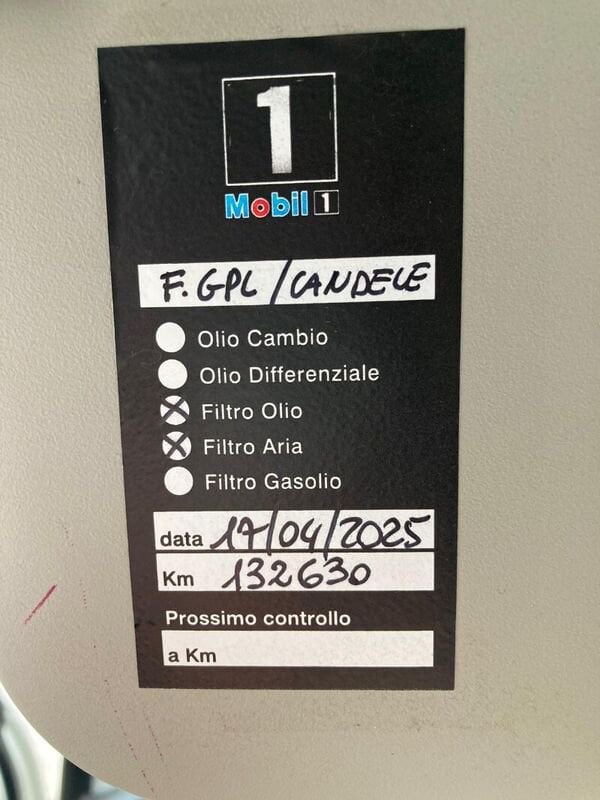 1
Mobil 1
F. GPL / CANDELE
Olio Cambio
Olio Differenziale
Filtro Olio
Filtro Aria
Filtro Gasolio
data 17/04/2025
Km 132630
Prossimo controllo
a Km